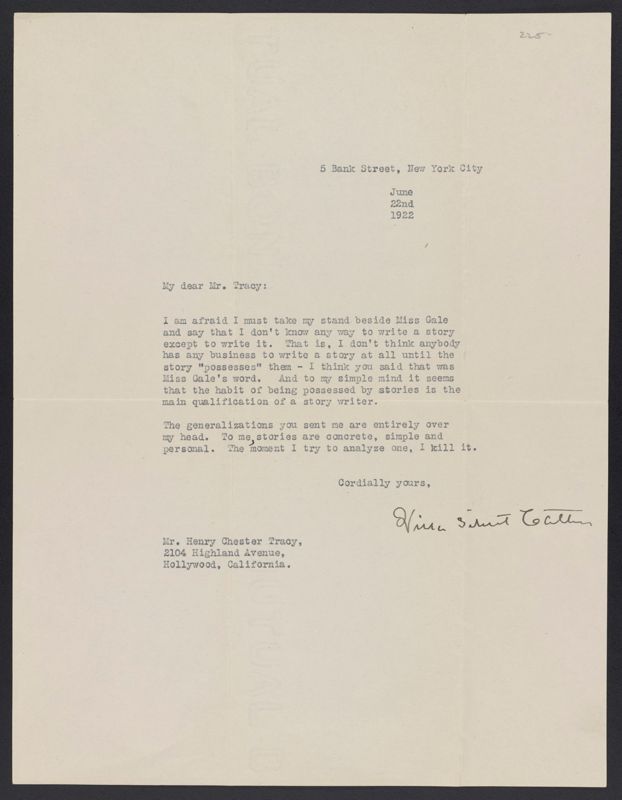 225-
5 Bank Street, New York City
June
22nd
1922
My dear Mr. Tracy:
I am afraid I must take my stand beside Miss Gale
and say that I don't know any way to write a story
except to write it. That is, I don't think anybody
has any business to write a story at all until the
story "possesses" them - I think you said that was
Miss Gale's word. And to my simple mind it seems
that the habit of being possessed by stories is the
main qualification of a story writer.
The generalizations you sent me are entirely over
my head. To me, stories are concrete, simple and
personal. The moment I try to analyze one, I kill it.
Cordially yours,
Willa Sibert Cather
Mr. Henry Chester Tracy,
2104 Highland Avenue,
Hollywood, California.